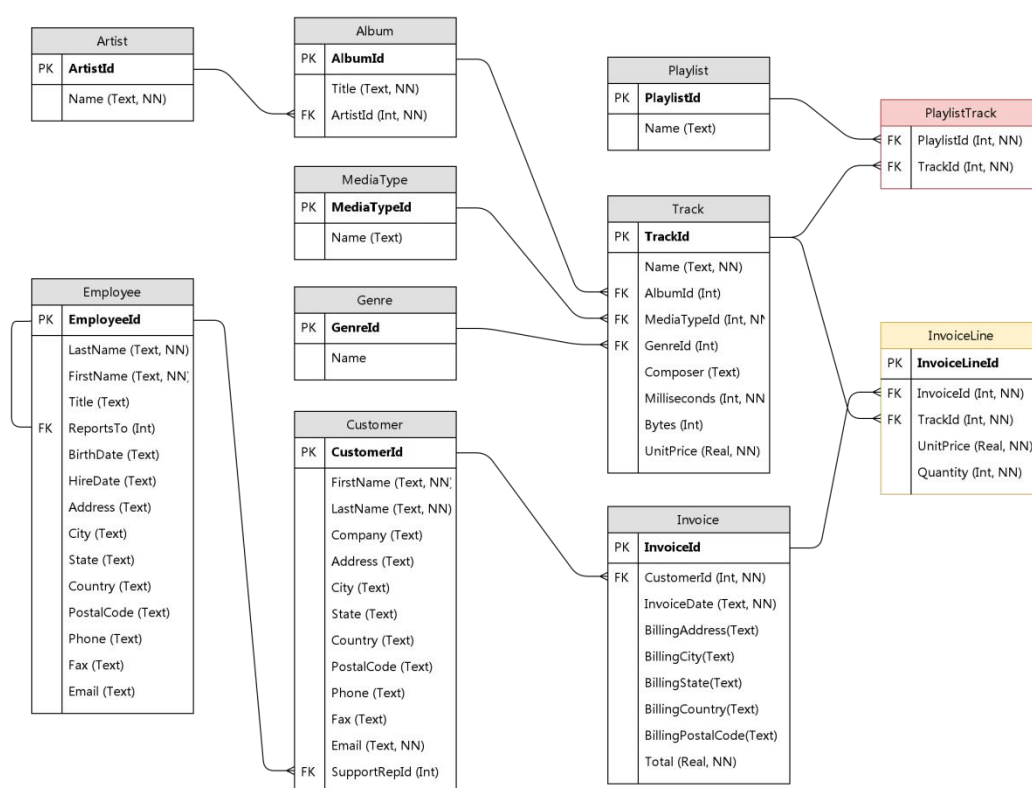 Artist
PK ArtistId
Name (Text, NN)
Album
PK AlbumId
Title (Text, NN)
FK ArtistId (Int, NN)
Playlist
PK PlaylistId
Name (Text)
PlaylistTrack
FK PlaylistId (Int, NN)
FK TrackId (Int, NN)
MediaType
PK MediaTypeId
Name (Text)
Track
PK TrackId
Name (Text, NN)
FK AlbumId (Int)
FK MediaTypeId (Int, NN
FK GenreId (Int)
Composer (Text)
Milliseconds (Int, NN
Bytes (Int)
UnitPrice (Real, NN)
Employee
PK EmployeeId
LastName (Text, NN)
FirstName (Text, NN)
Title (Text)
FK ReportsTo (Int)
BirthDate (Text)
HireDate (Text)
Address (Text)
City (Text)
State (Text)
Country (Text)
PostalCode (Text)
Phone (Text)
Fax (Text)
Email (Text)
Genre
PK GenreId
Name
InvoiceLine
PK InvoiceLineId
FK InvoiceId (Int, NN)
FK TrackId (Int, NN)
UnitPrice (Real, NN)
Quantity (Int, NN)
Customer
PK CustomerId
FirstName (Text, NN)
LastName (Text, NN)
Company (Text)
Address (Text)
City (Text)
State (Text)
Country (Text)
PostalCode (Text)
Phone (Text)
Fax (Text)
Email (Text, NN)
FK SupportRepId (Int)
Invoice
PK InvoiceId
FK CustomerId (Int, NN)
InvoiceDate (Text, NN)
BillingAddress(Text)
BillingCity(Text)
BillingState(Text)
BillingCountry(Text)
BillingPostalCode(Text)
Total (Real, NN)